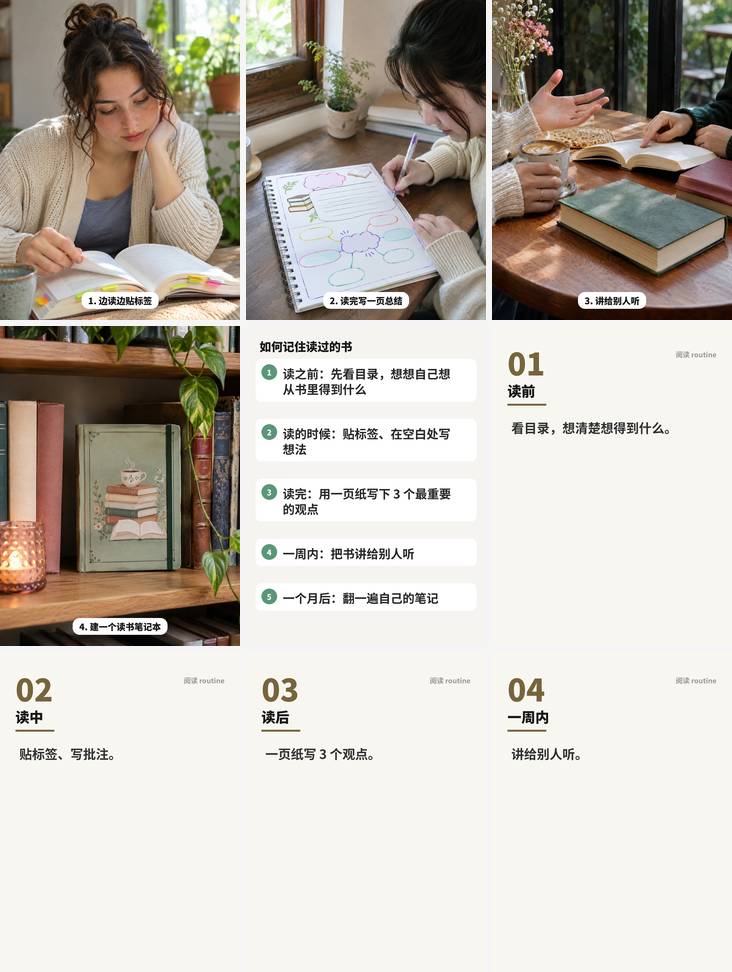 1. 边读边贴标签
2. 读完写一页总结
3. 讲给别人听
4. 建一个读书笔记本
如何记住读过的书
1 读之前：先看目录，想想自己想
从书里得到什么
2 读的时候：贴标签、在空白处写
想法
3 读完：用一页纸写下 3 个最重要
的观点
4 一周内：把书讲给别人听
5 一个月后：翻一遍自己的笔记
01
阅读 routine
读前
看目录，想清楚想得到什么。
02
阅读 routine
读中
贴标签、写批注。
03
阅读 routine
读后
一页纸写 3 个观点。
04
阅读 routine
一周内
讲给别人听。